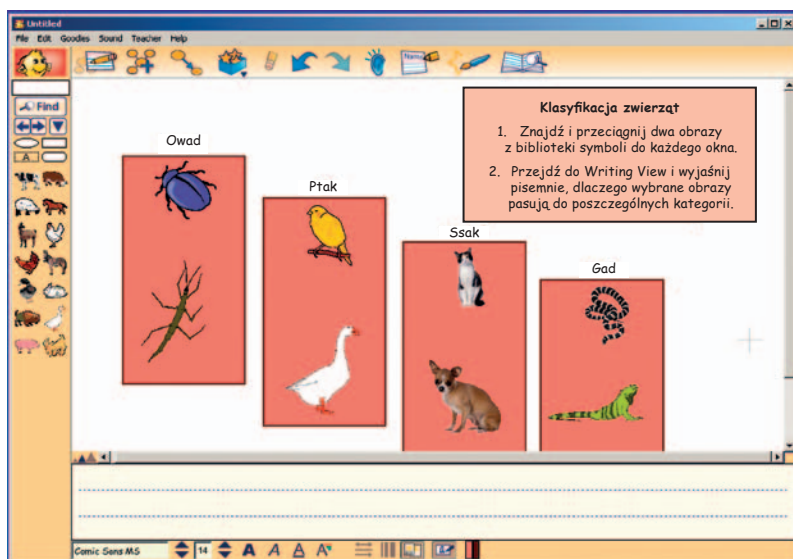 Untitled
File Edit Goodies Sound Teacher Help
Name
Find
A
Klasyfikacja zwierząt
1. Znajdź i przeciągnij dwa obrazy
z biblioteki symboli do każdego okna.
2. Przejdź do Writing View i wyjaśnij
pisemnie, dlaczego wybrane obrazy
pasują do poszczególnych kategorii.
Owad
Ptak
Ssak
Gad
Comic Sans MS 14 A A A A